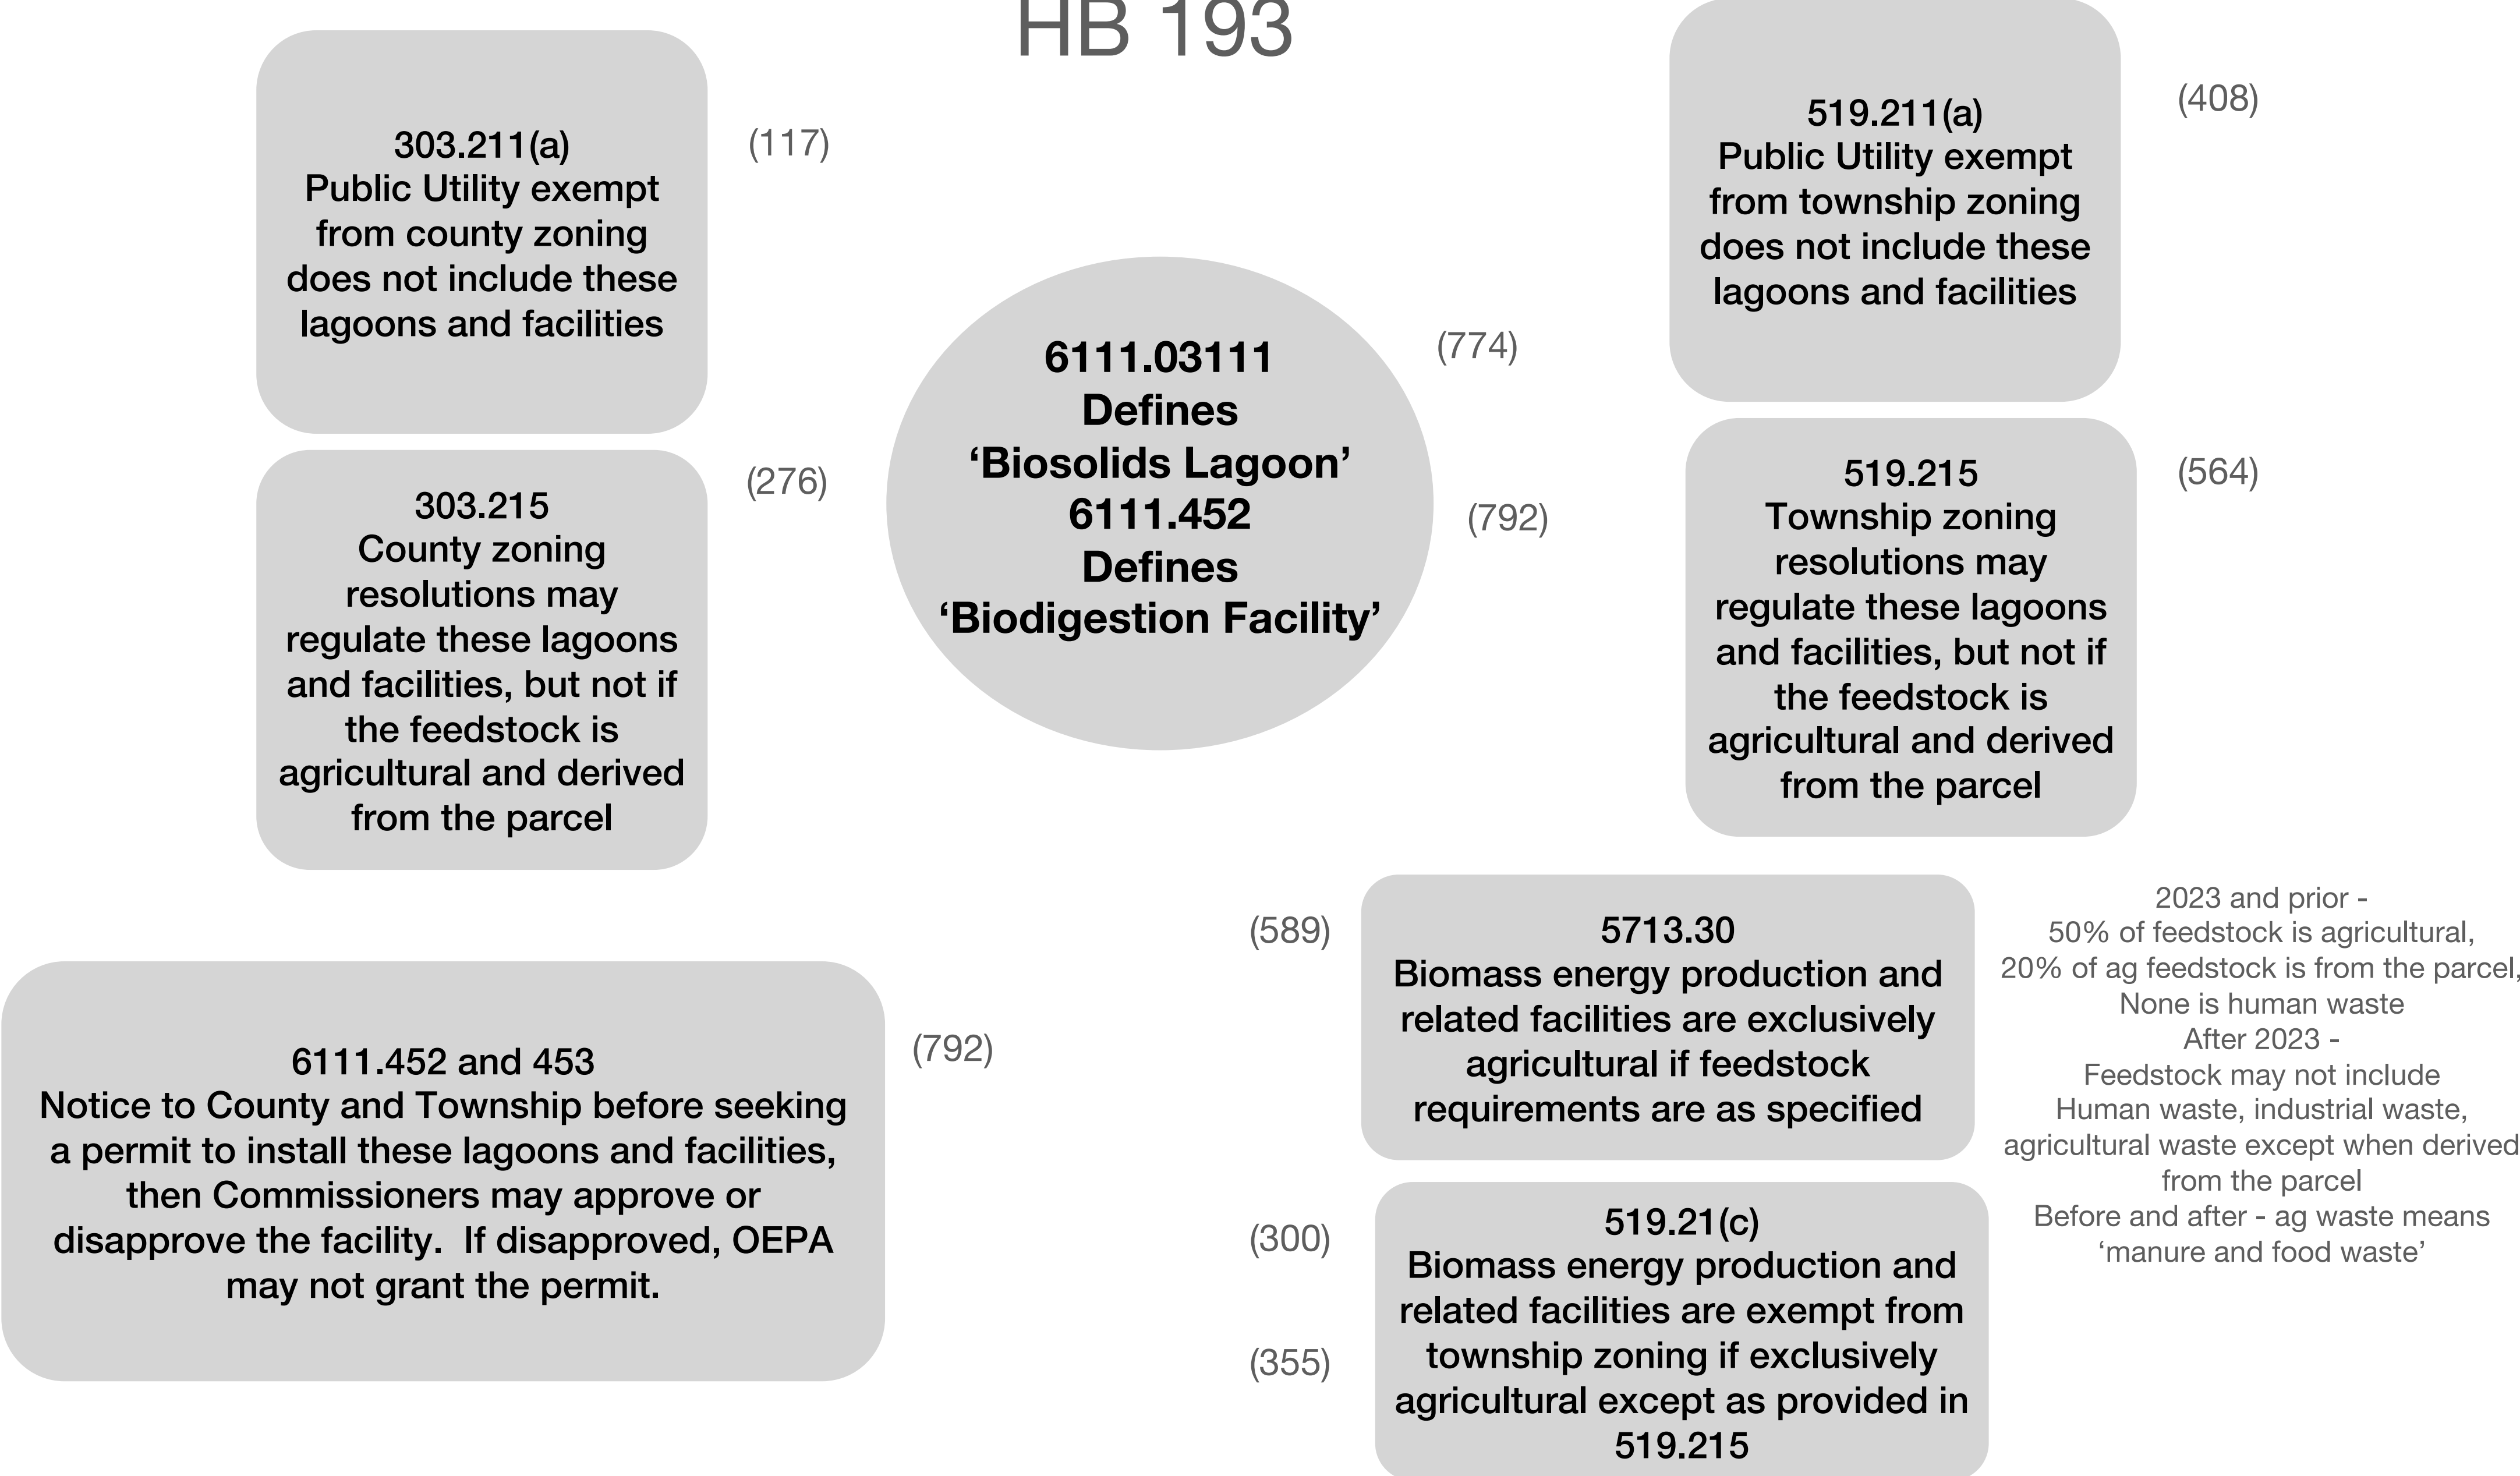 HB 193
303.211(a)
Public Utility exempt
from county zoning
does not include these
lagoons and facilities
(117)
303.215
County zoning
resolutions may
regulate these lagoons
and facilities, but not if
the feedstock is
agricultural and derived
from the parcel
(276)
6111.03111
Defines
‘Biosolids Lagoon’
6111.452
Defines
‘Biodigestion Facility’
(774)
(792)
519.211(a)
Public Utility exempt
from township zoning
does not include these
lagoons and facilities
(408)
519.215
Township zoning
resolutions may
regulate these lagoons
and facilities, but not if
the feedstock is
agricultural and derived
from the parcel
(564)
6111.452 and 453
Notice to County and Township before seeking
a permit to install these lagoons and facilities,
then Commissioners may approve or
disapprove the facility.  If disapproved, OEPA
may not grant the permit.
(792)
(589)
5713.30
Biomass energy production and
related facilities are exclusively
agricultural if feedstock
requirements are as specified
2023 and prior -
50% of feedstock is agricultural,
20% of ag feedstock is from the parcel,
None is human waste
After 2023 -
Feedstock may not include
Human waste, industrial waste,
agricultural waste except when derived
from the parcel
Before and after - ag waste means
‘manure and food waste’
(300)
(355)
519.21(c)
Biomass energy production and
related facilities are exempt from
township zoning if exclusively
agricultural except as provided in
519.215